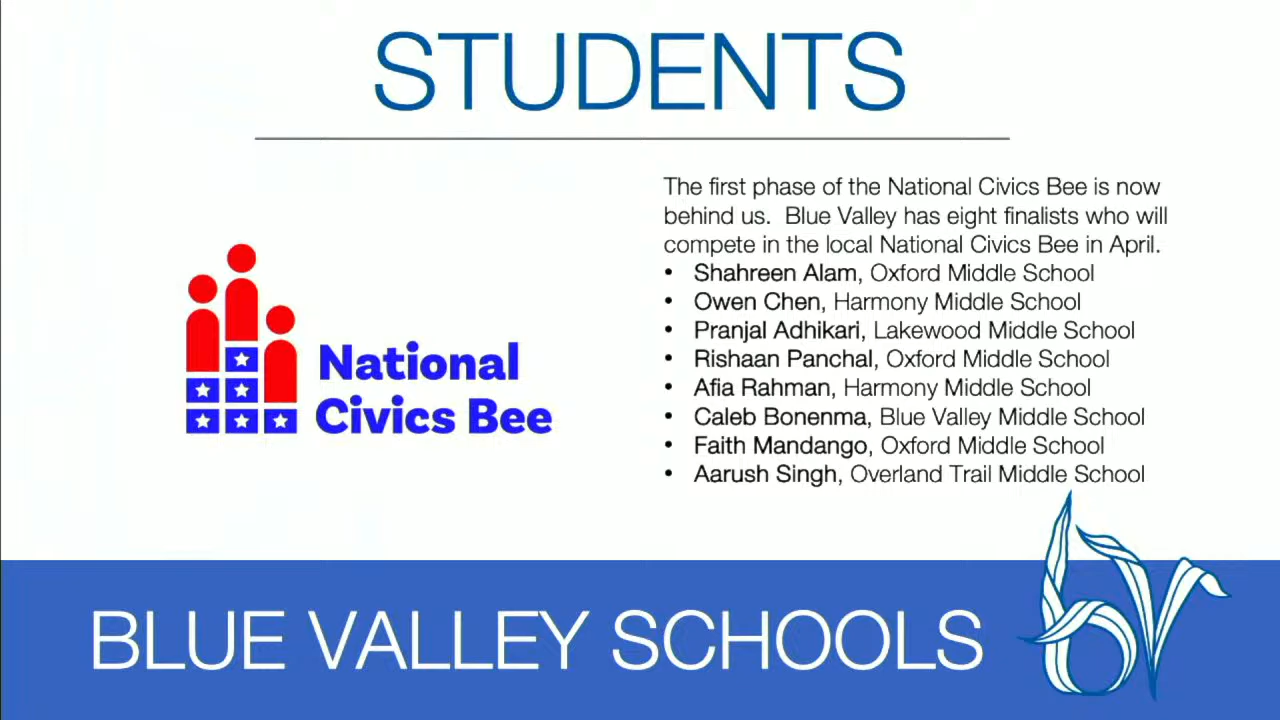 STUDENTS
The first phase of the National Civics Bee is now
behind us.  Blue Valley has eight finalists who will
compete in the local National Civics Bee in April.
• Shahreen Alam, Oxford Middle School
• Owen Chen, Harmony Middle School
• Pranjal Adhikari, Lakewood Middle School
• Rishaan Panchal, Oxford Middle School
• Afia Rahman, Harmony Middle School
• Caleb Bonenma, Blue Valley Middle School
• Faith Mandango, Oxford Middle School
• Aarush Singh, Overland Trail Middle School
National
Civics Bee
BLUE VALLEY SCHOOLS
bv